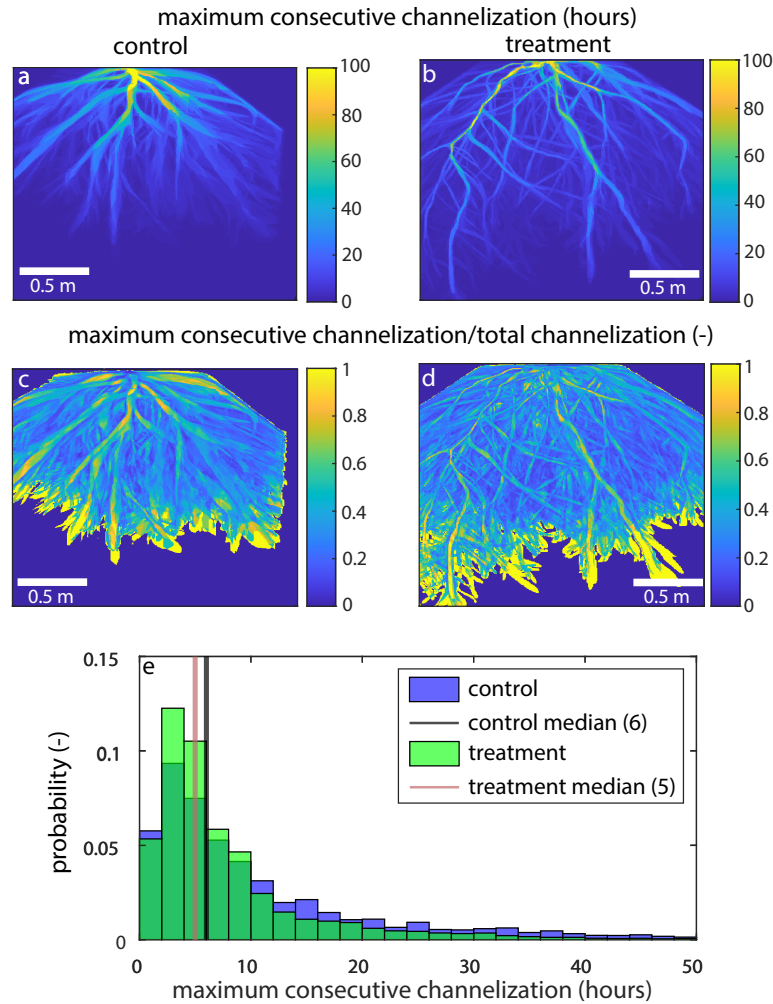 maximum consecutive channelization (hours)
control
treatment
a
100
80
60
40
20
0
0.5 m
b
100
80
60
40
20
0
0.5 m
maximum consecutive channelization/total channelization (-)
c
1
0.8
0.6
0.4
0.2
0
0.5 m
d
1
0.8
0.6
0.4
0.2
0
0.5 m
e
0.15
0.1
0.05
0
probability (-)
control
control median (6)
treatment
treatment median (5)
0 10 20 30 40 50
maximum consecutive channelization (hours)